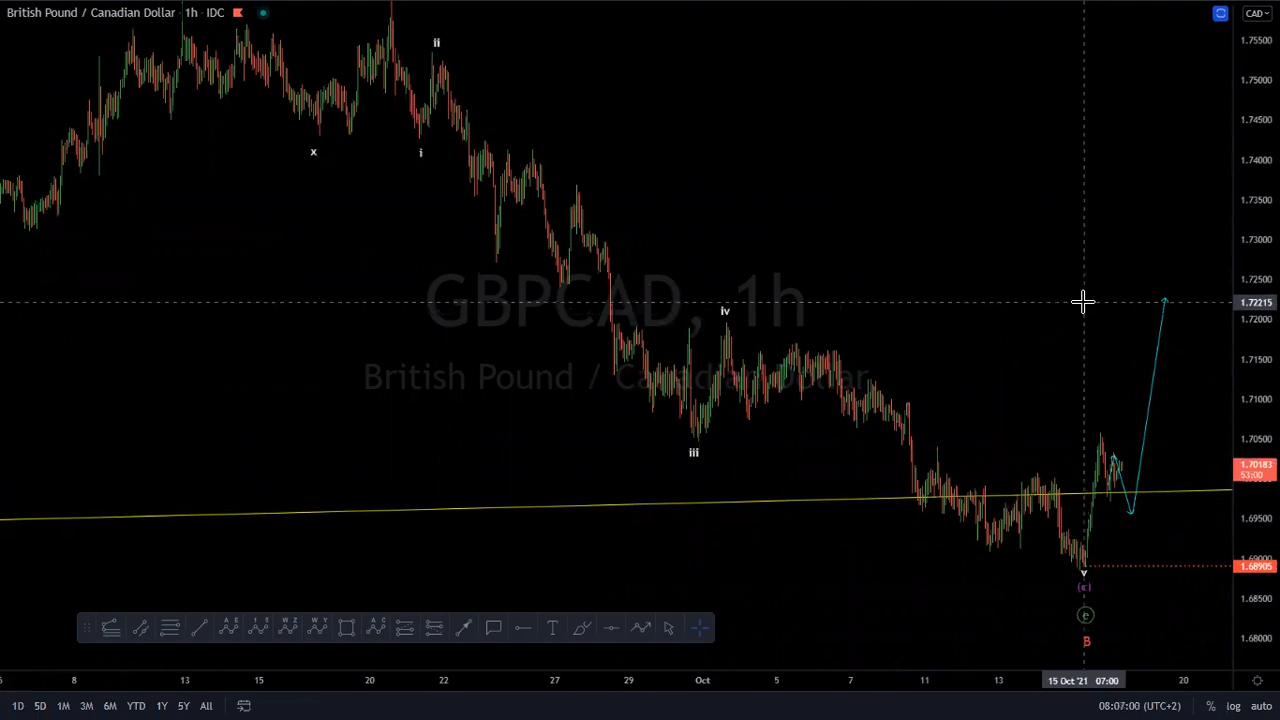 British Pound / Canadian Dollar · 1h · IDC
CAD
1.75500
1.75000
1.74500
1.74000
1.73500
1.73000
1.72500
1.72215
1.72000
1.71500
1.71000
1.70500
1.70183
53:00
1.69500
1.69000
1.68905
1.68500
1.68000
ii
x
i
GBPCAD, 1h
British Pound / Canadian Dollar
iv
iii
v
(c)
e
B
8 13 15 20 22 27 29 Oct 5 7 11 13 15 Oct '21 07:00 20
1D 5D 1M 3M 6M YTD 1Y 5Y All
08:07:00 (UTC+2) % log auto